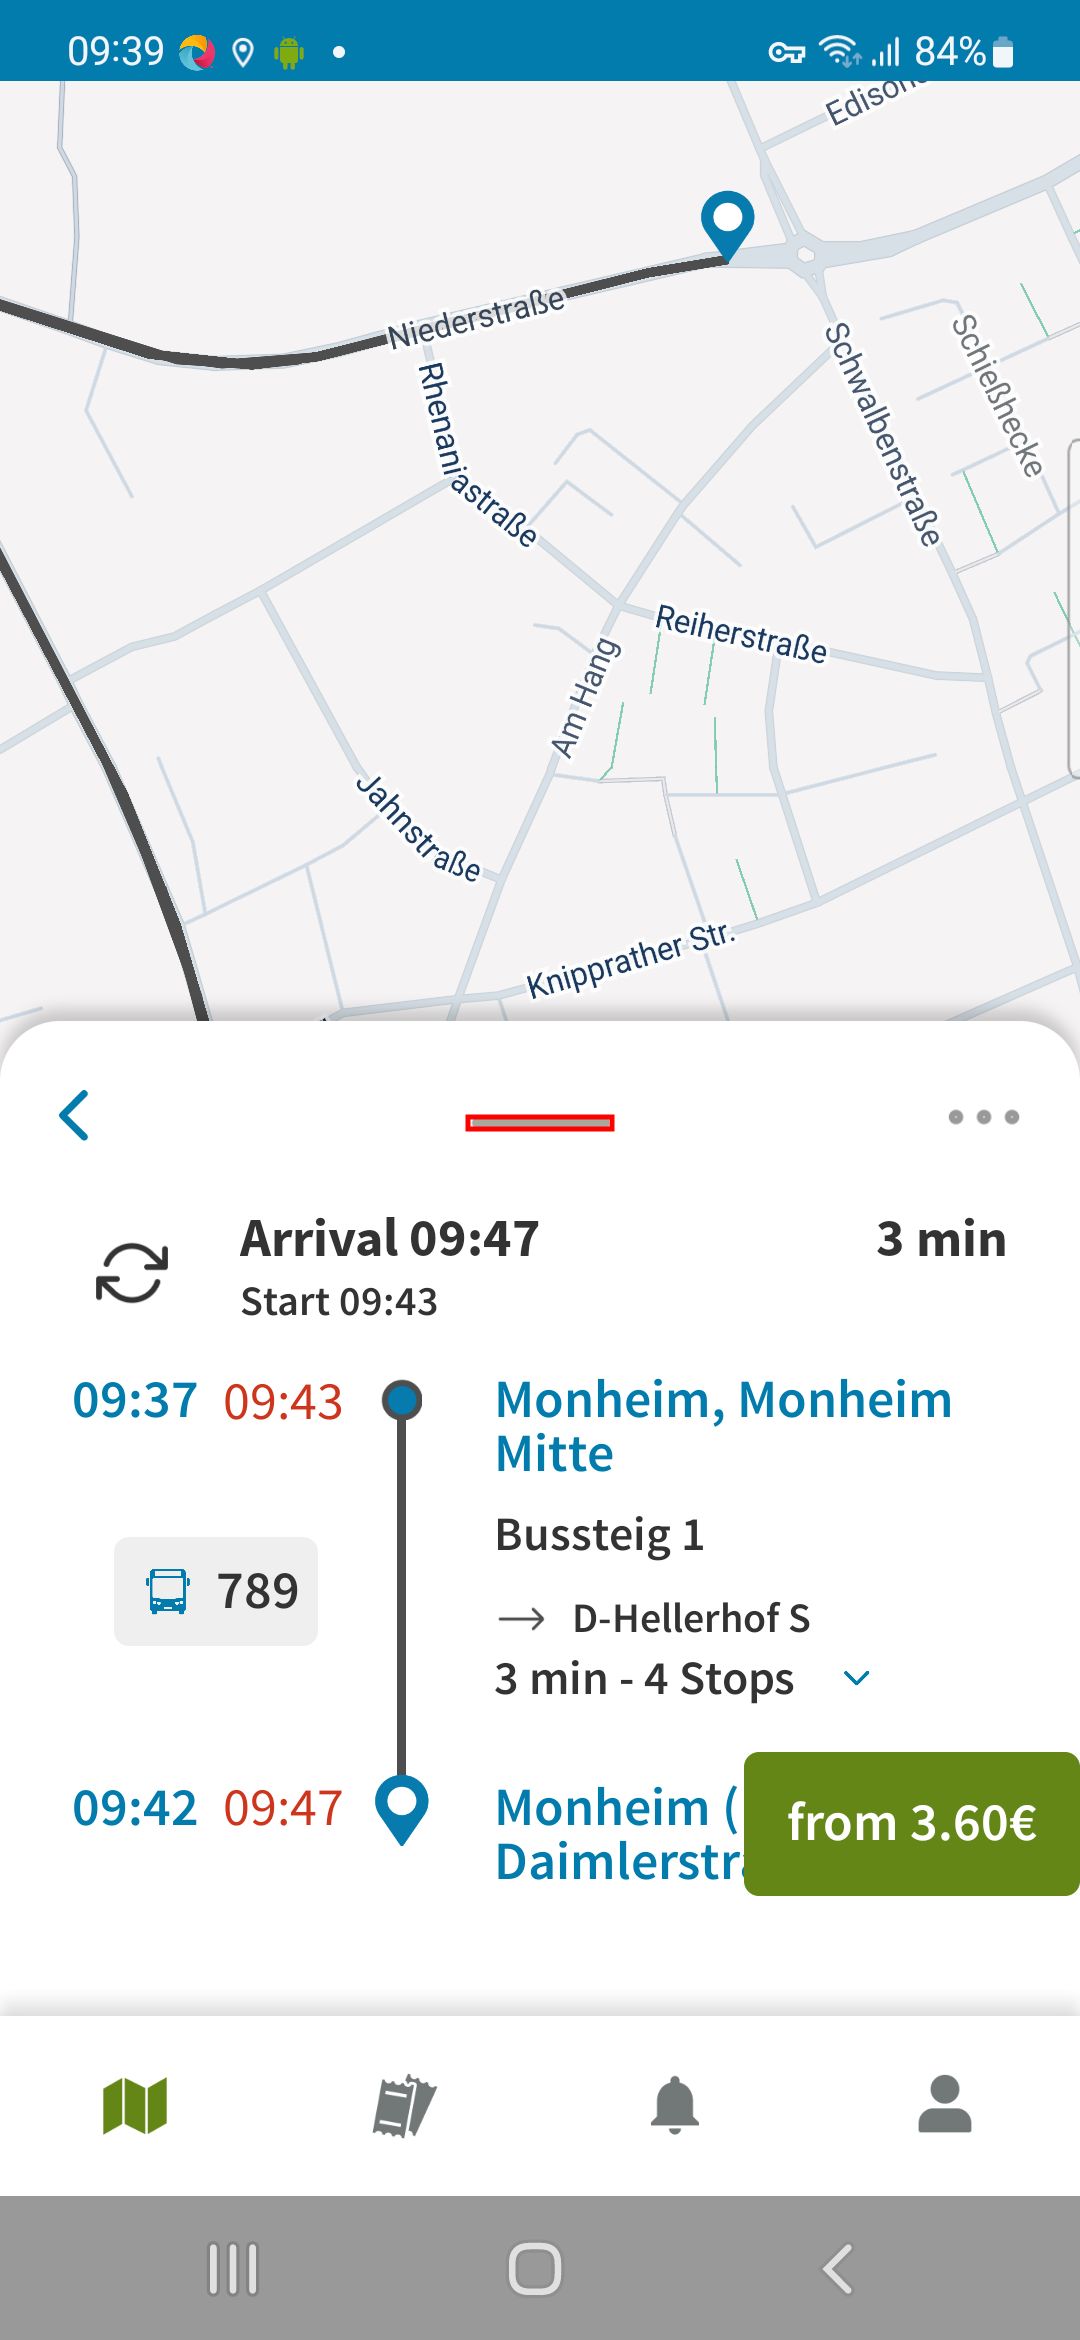 09:39
84%
Niederstraße
Rhenaniastraße
Schwalbenstraße
Schießhecke
Reiherstraße
Am Hang
Jahnstraße
Knipprather Str.
Arrival 09:47
3 min
Start 09:43
09:37 09:43
Monheim, Monheim
Mitte
Bussteig 1
789
→ D-Hellerhof S
3 min - 4 Stops
09:42 09:47
Monheim (
from 3.60€